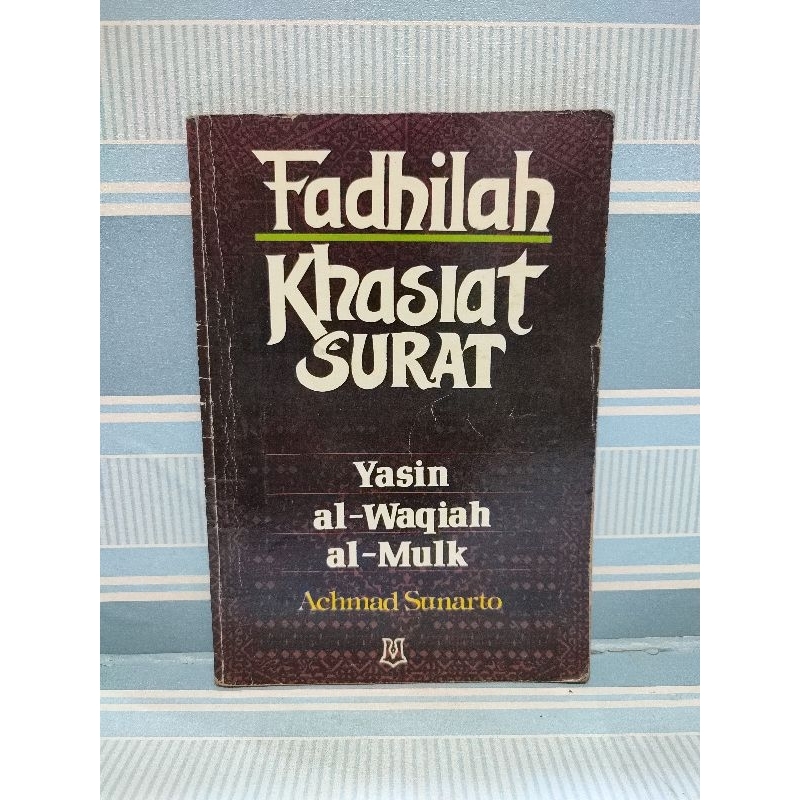 Fadhilah
Khasiat
SURAT
Yasin
al-Waqiah
al-Mulk
Achmad Sunarto